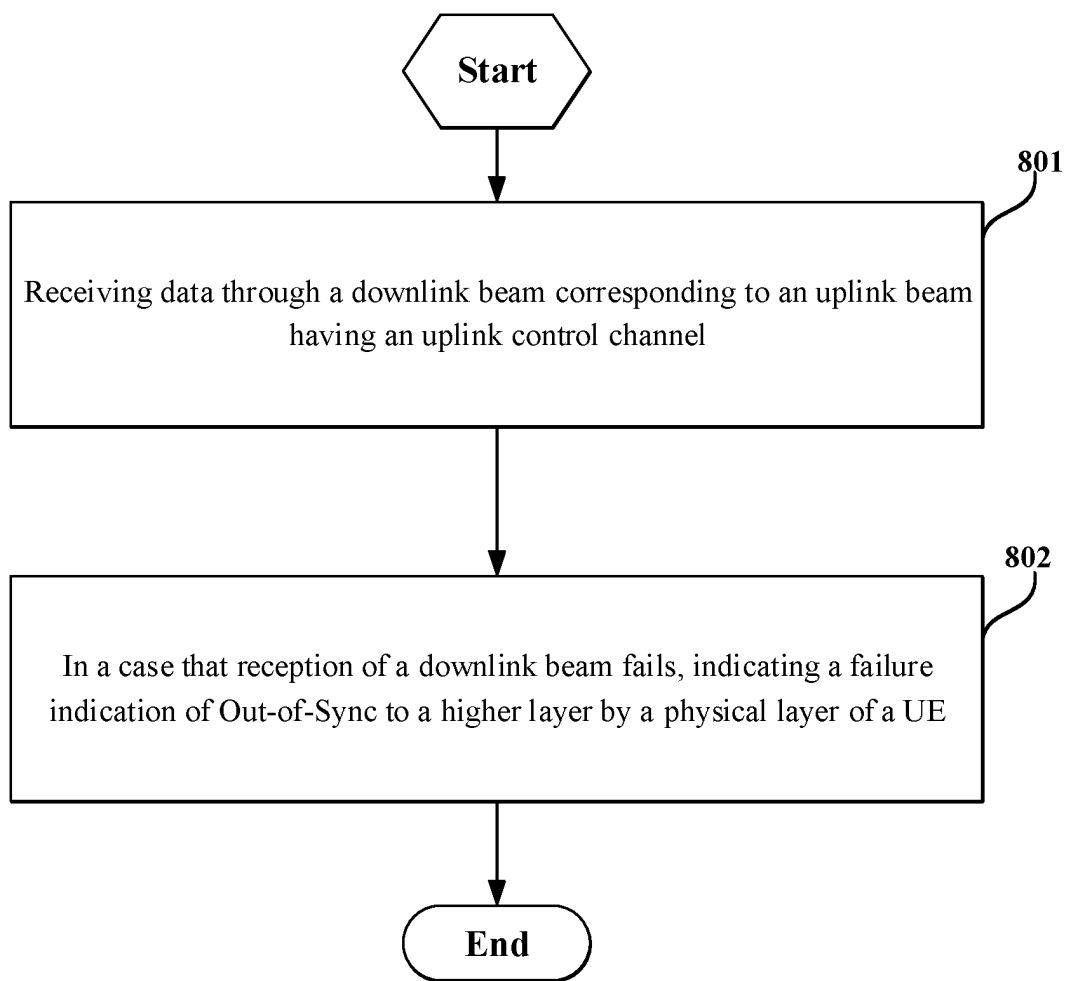 Start
801
Receiving data through a downlink beam corresponding to an uplink beam
having an uplink control channel
802
In a case that reception of a downlink beam fails, indicating a failure
indication of Out-of-Sync to a higher layer by a physical layer of a UE
End